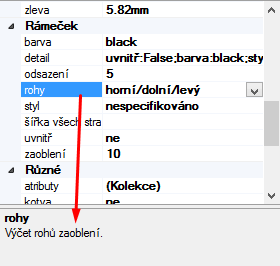 zleva 5.82mm
Rámeček
barva black
detail uvnitř:False;barva:black;sty
odsazení 5
rohy horní/dolní/levý
styl nespecifikováno
šířka všech stra
uvnitř ne
zaoblení 10
Různé
atributy (Kolekce)
kotva ne
rohy
Výčet rohů zaoblení.